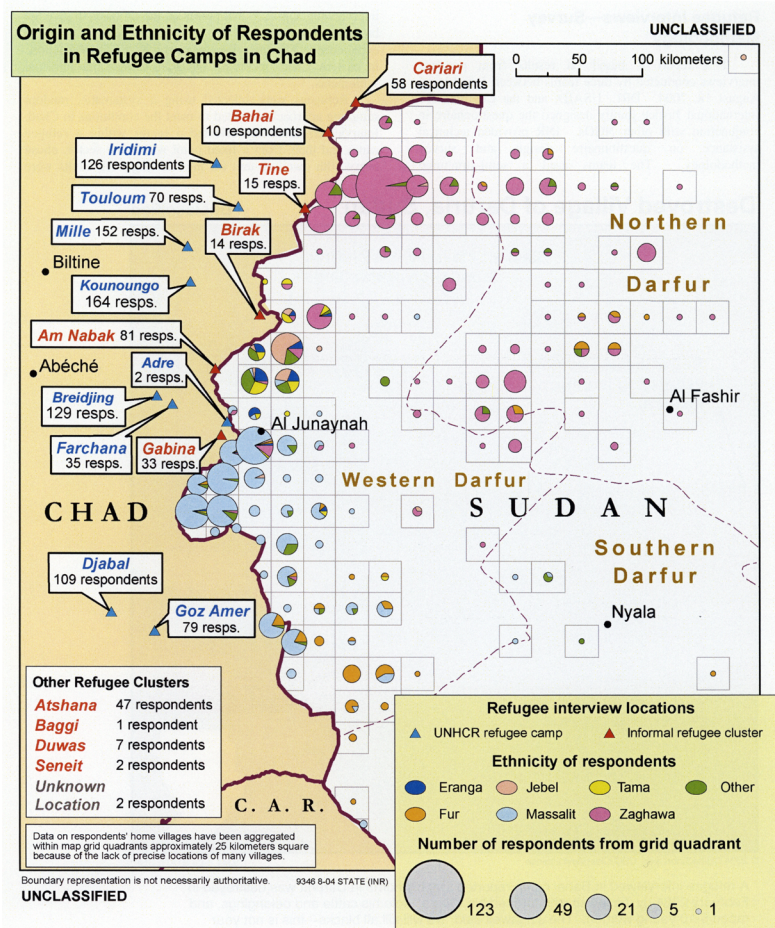 Origin and Ethnicity of Respondents
in Refugee Camps in Chad
UNCLASSIFIED
0 50 100 kilometers
Cariari
58 respondents
Bahai
10 respondents
Iridimi
126 respondents
Tine
15 resps.
Touloum 70 resps.
Mille 152 resps.
Birak
14 resps.
Northern
Darfur
Biltine
Kounoungo
164 resps.
Am Nabak 81 resps.
Abéché
Adre
2 resps.
Breidjing
129 resps.
Al Fashir
Al Junaynah
Farchana
35 resps.
Gabina
33 resps.
Western Darfur
CHAD
SUDAN
Southern
Darfur
Djabal
109 respondents
Goz Amer
79 resps.
Nyala
Other Refugee Clusters
Atshana 47 respondents
Baggi 1 respondent
Duwas 7 respondents
Seneit 2 respondents
Unknown
Location 2 respondents
C. A. R.
Data on respondents' home villages have been aggregated
within map grid quadrants approximately 25 kilometers square
because of the lack of precise locations of many villages.
Boundary representation is not necessarily authoritative. 9346 8-04 STATE (INR)
UNCLASSIFIED
Refugee interview locations
UNHCR refugee camp Informal refugee cluster
Ethnicity of respondents
Eranga Jebel Tama Other
Fur Massalit Zaghawa
Number of respondents from grid quadrant
123 49 21 5 1